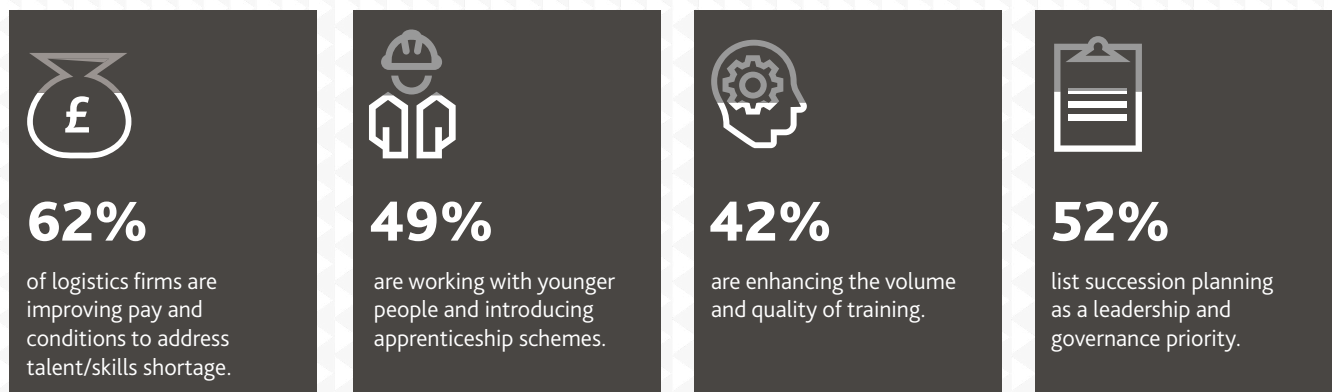 £
62%
of logistics firms are
improving pay and
conditions to address
talent/skills shortage.
49%
are working with younger
people and introducing
apprenticeship schemes.
42%
are enhancing the volume
and quality of training.
52%
list succession planning
as a leadership and
governance priority.